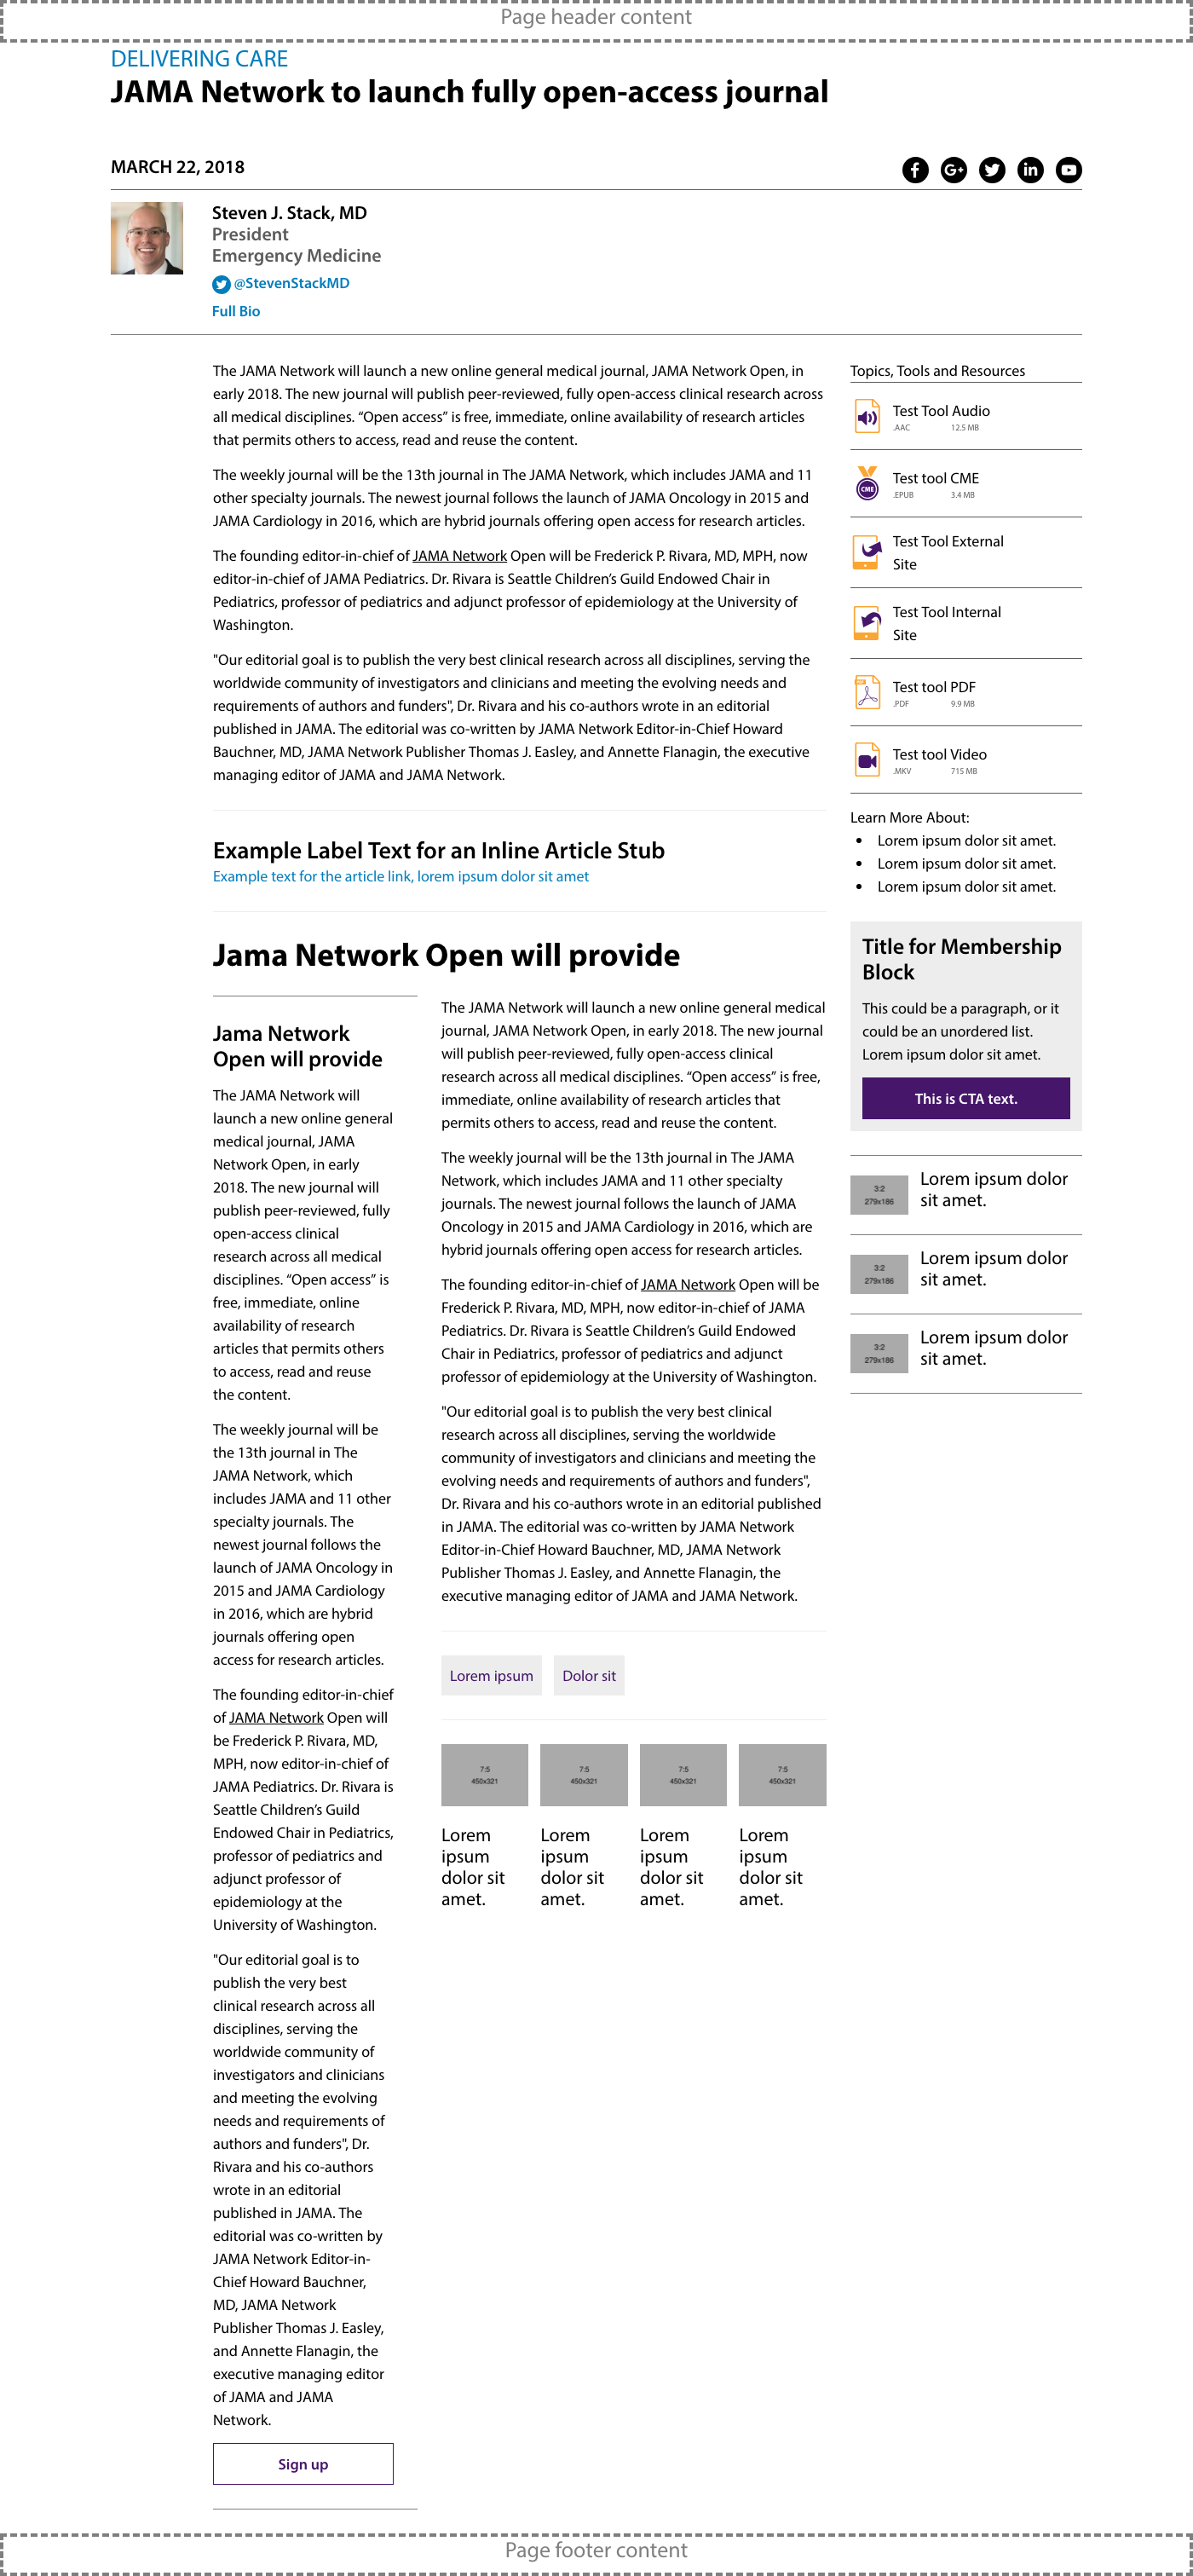 Page header content
DELIVERING CARE
JAMA Network to launch fully open-access journal
MARCH 22, 2018
Steven J. Stack, MD
President
Emergency Medicine
@StevenStackMD
Full Bio
The JAMA Network will launch a new online general medical journal, JAMA Network Open, in
early 2018. The new journal will publish peer-reviewed, fully open-access clinical research across
all medical disciplines. “Open access” is free, immediate, online availability of research articles
that permits others to access, read and reuse the content.
The weekly journal will be the 13th journal in The JAMA Network, which includes JAMA and 11
other specialty journals. The newest journal follows the launch of JAMA Oncology in 2015 and
JAMA Cardiology in 2016, which are hybrid journals offering open access for research articles.
The founding editor-in-chief of JAMA Network Open will be Frederick P. Rivara, MD, MPH, now
editor-in-chief of JAMA Pediatrics. Dr. Rivara is Seattle Children’s Guild Endowed Chair in
Pediatrics, professor of pediatrics and adjunct professor of epidemiology at the University of
Washington.
"Our editorial goal is to publish the very best clinical research across all disciplines, serving the
worldwide community of investigators and clinicians and meeting the evolving needs and
requirements of authors and funders", Dr. Rivara and his co-authors wrote in an editorial
published in JAMA. The editorial was co-written by JAMA Network Editor-in-Chief Howard
Bauchner, MD, JAMA Network Publisher Thomas J. Easley, and Annette Flanagin, the executive
managing editor of JAMA and JAMA Network.
Example Label Text for an Inline Article Stub
Example text for the article link, lorem ipsum dolor sit amet
Jama Network Open will provide
Jama Network
Open will provide
The JAMA Network will
launch a new online general
medical journal, JAMA
Network Open, in early
2018. The new journal will
publish peer-reviewed, fully
open-access clinical
research across all medical
disciplines. “Open access” is
free, immediate, online
availability of research
articles that permits others
to access, read and reuse
the content.
The weekly journal will be
the 13th journal in The
JAMA Network, which
includes JAMA and 11 other
specialty journals. The
newest journal follows the
launch of JAMA Oncology in
2015 and JAMA Cardiology
in 2016, which are hybrid
journals offering open
access for research articles.
The founding editor-in-chief
of JAMA Network Open will
be Frederick P. Rivara, MD,
MPH, now editor-in-chief of
JAMA Pediatrics. Dr. Rivara is
Seattle Children’s Guild
Endowed Chair in Pediatrics,
professor of pediatrics and
adjunct professor of
epidemiology at the
University of Washington.
"Our editorial goal is to
publish the very best
clinical research across all
disciplines, serving the
worldwide community of
investigators and clinicians
and meeting the evolving
needs and requirements of
authors and funders", Dr.
Rivara and his co-authors
wrote in an editorial
published in JAMA. The
editorial was co-written by
JAMA Network Editor-in-
Chief Howard Bauchner,
MD, JAMA Network
Publisher Thomas J. Easley,
and Annette Flanagin, the
executive managing editor
of JAMA and JAMA
Network.
Sign up
The JAMA Network will launch a new online general medical
journal, JAMA Network Open, in early 2018. The new journal
will publish peer-reviewed, fully open-access clinical
research across all medical disciplines. “Open access” is free,
immediate, online availability of research articles that
permits others to access, read and reuse the content.
The weekly journal will be the 13th journal in The JAMA
Network, which includes JAMA and 11 other specialty
journals. The newest journal follows the launch of JAMA
Oncology in 2015 and JAMA Cardiology in 2016, which are
hybrid journals offering open access for research articles.
The founding editor-in-chief of JAMA Network Open will be
Frederick P. Rivara, MD, MPH, now editor-in-chief of JAMA
Pediatrics. Dr. Rivara is Seattle Children’s Guild Endowed
Chair in Pediatrics, professor of pediatrics and adjunct
professor of epidemiology at the University of Washington.
"Our editorial goal is to publish the very best clinical
research across all disciplines, serving the worldwide
community of investigators and clinicians and meeting the
evolving needs and requirements of authors and funders",
Dr. Rivara and his co-authors wrote in an editorial published
in JAMA. The editorial was co-written by JAMA Network
Editor-in-Chief Howard Bauchner, MD, JAMA Network
Publisher Thomas J. Easley, and Annette Flanagin, the
executive managing editor of JAMA and JAMA Network.
Lorem ipsum Dolor sit
7:5 7:5 7:5 7:5
450x321 450x321 450x321 450x321
Lorem Lorem Lorem Lorem
ipsum ipsum ipsum ipsum
dolor sit dolor sit dolor sit dolor sit
amet. amet. amet. amet.
Topics, Tools and Resources
Test Tool Audio
.AAC 12.5 MB
CME
Test tool CME
.EPUB 3.4 MB
Test Tool External
Site
Test Tool Internal
Site
Test tool PDF
.PDF 9.9 MB
Test tool Video
.MKV 715 MB
Learn More About:
• Lorem ipsum dolor sit amet.
• Lorem ipsum dolor sit amet.
• Lorem ipsum dolor sit amet.
Title for Membership
Block
This could be a paragraph, or it
could be an unordered list.
Lorem ipsum dolor sit amet.
This is CTA text.
3:2
279x186
Lorem ipsum dolor
sit amet.
3:2
279x186
Lorem ipsum dolor
sit amet.
3:2
279x186
Lorem ipsum dolor
sit amet.
Page footer content